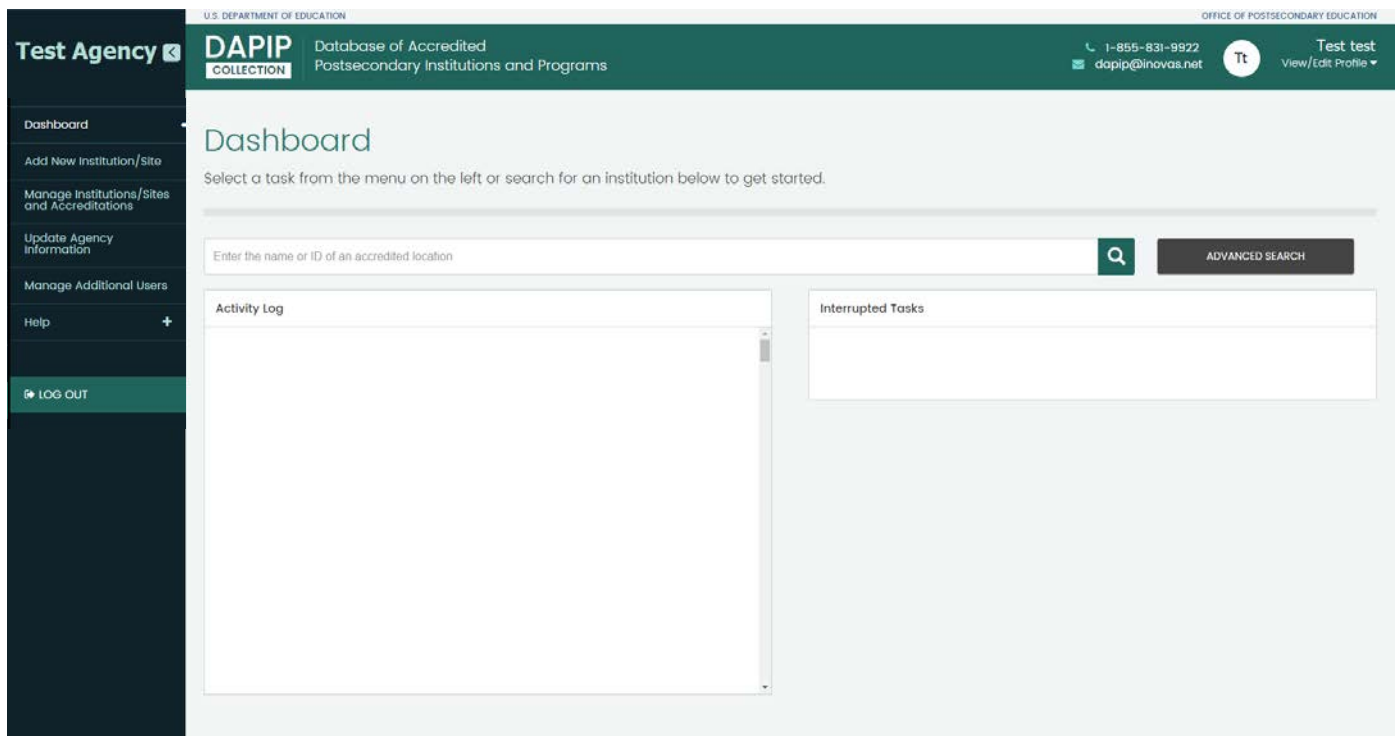 U.S. DEPARTMENT OF EDUCATION
OFFICE OF POSTSECONDARY EDUCATION
Test Agency
DAPIP
COLLECTION
Database of Accredited
Postsecondary Institutions and Programs
1-855-831-9922
dapip@inovas.net
Tt
Test test
View/Edit Profile
Dashboard
Add New Institution/Site
Manage Institutions/Sites
and Accreditations
Update Agency
Information
Manage Additional Users
Help +
LOG OUT
Dashboard
Select a task from the menu on the left or search for an institution below to get started.
Enter the name or ID of an accredited location
ADVANCED SEARCH
Activity Log
Interrupted Tasks